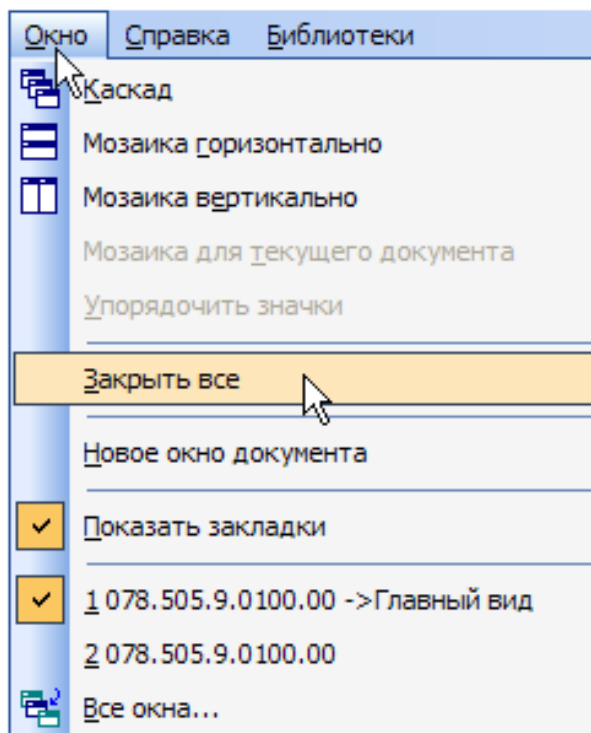 Окно Справка Библиотеки
Каскад
Мозаика горизонтально
Мозаика вертикально
Мозаика для текущего документа
Упорядочить значки
Закрыть все
Новое окно документа
Показать закладки
1 078.505.9.0100.00 ->Главный вид
2 078.505.9.0100.00
Все окна...